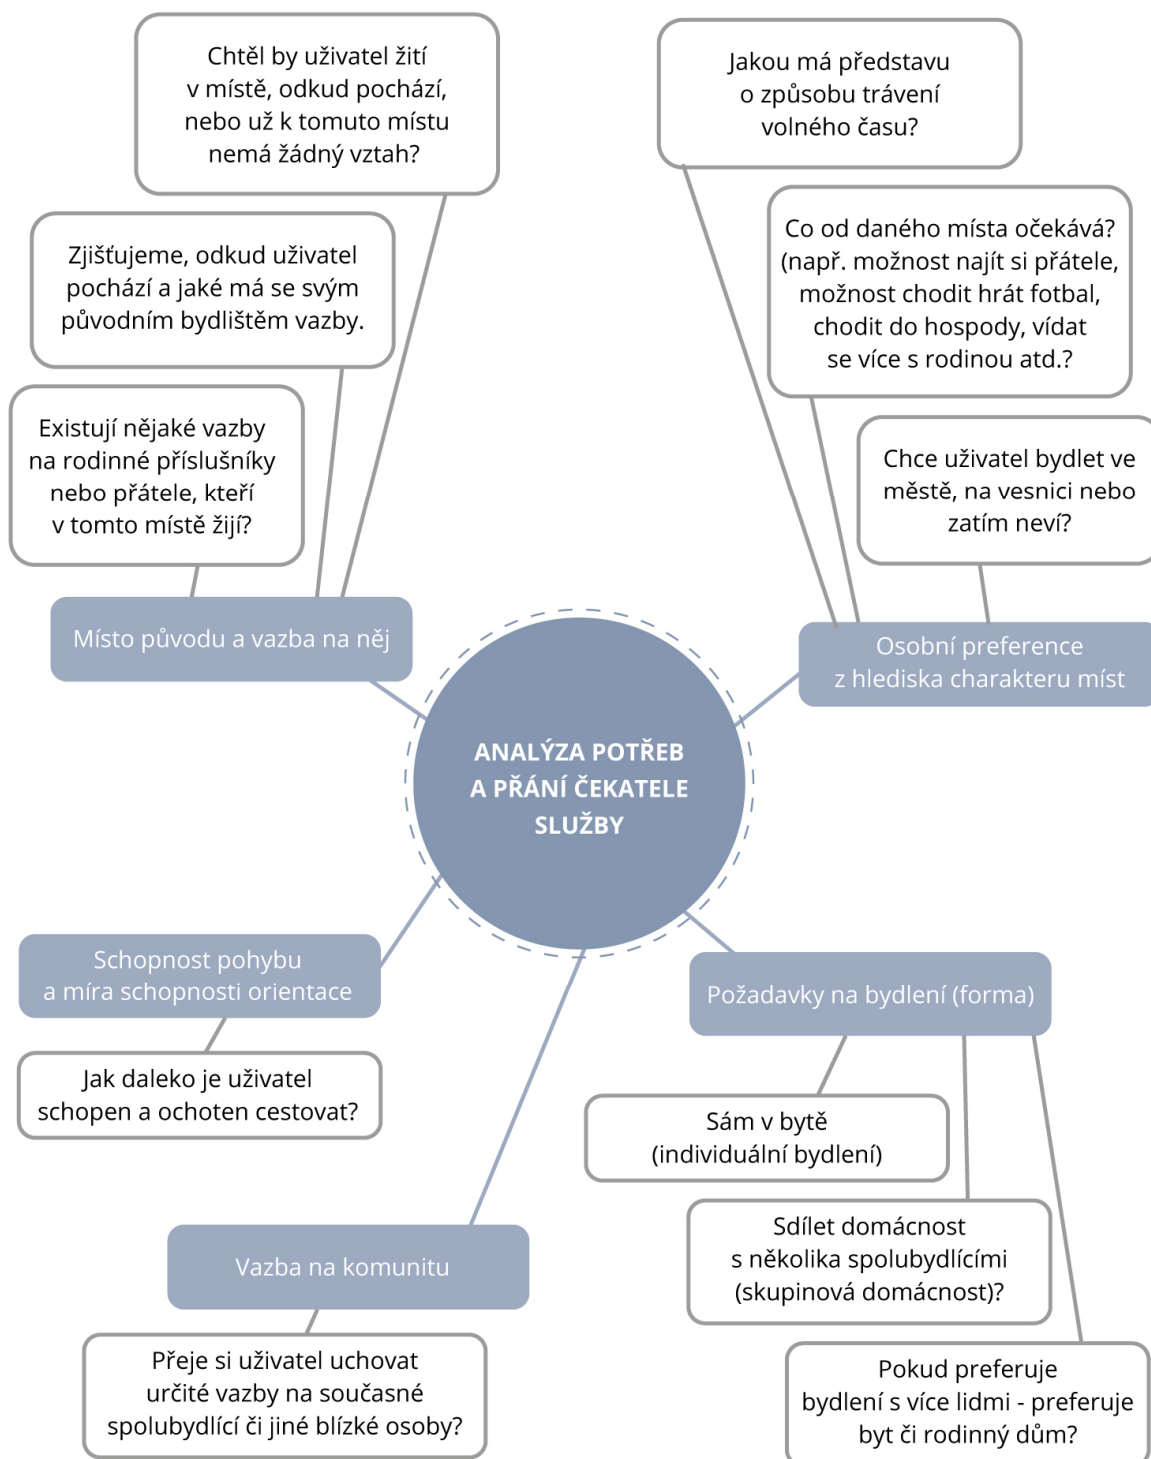 Chtěl by uživatel žití
v místě, odkud pochází,
nebo už k tomuto místu
nemá žádný vztah?
Zjišťujeme, odkud uživatel
pochází a jaké má se svým
původním bydlištěm vazby.
Existují nějaké vazby
na rodinné příslušníky
nebo přátele, kteří
v tomto místě žijí?
Místo původu a vazba na něj
Jakou má představu
o způsobu trávení
volného času?
Co od daného místa očekává?
(např. možnost najít si přátele,
možnost chodit hrát fotbal,
chodit do hospody, vídat
se více s rodinou atd.?
Chce uživatel bydlet ve
městě, na vesnici nebo
zatím neví?
Osobní preference
z hlediska charakteru míst
ANALÝZA POTŘEB
A PŘÁNÍ ČEKATELE
SLUŽBY
Schopnost pohybu
a míra schopnosti orientace
Jak daleko je uživatel
schopen a ochoten cestovat?
Vazba na komunitu
Přeje si uživatel uchovat
určité vazby na současné
spolubydlící či jiné blízké osoby?
Požadavky na bydlení (forma)
Sám v bytě
(individuální bydlení)
Sdílet domácnost
s několika spolubydlícími
(skupinová domácnost)?
Pokud preferuje
bydlení s více lidmi - preferuje
byt či rodinný dům?